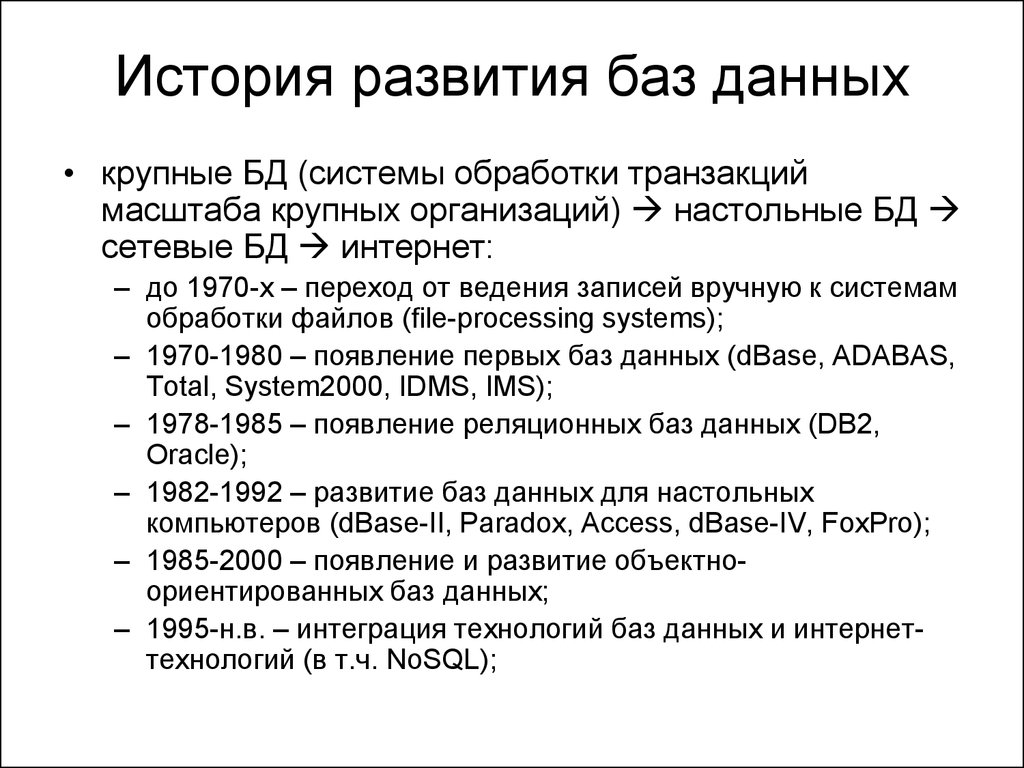 История развития баз данных
• крупные БД (системы обработки транзакций
масштаба крупных организаций) → настольные БД →
сетевые БД → интернет:
– до 1970-х – переход от ведения записей вручную к системам
обработки файлов (file-processing systems);
– 1970-1980 – появление первых баз данных (dBase, ADABAS,
Total, System2000, IDMS, IMS);
– 1978-1985 – появление реляционных баз данных (DB2,
Oracle);
– 1982-1992 – развитие баз данных для настольных
компьютеров (dBase-II, Paradox, Access, dBase-IV, FoxPro);
– 1985-2000 – появление и развитие объектно-
ориентированных баз данных;
– 1995-н.в. – интеграция технологий баз данных и интернет-
технологий (в т.ч. NoSQL);